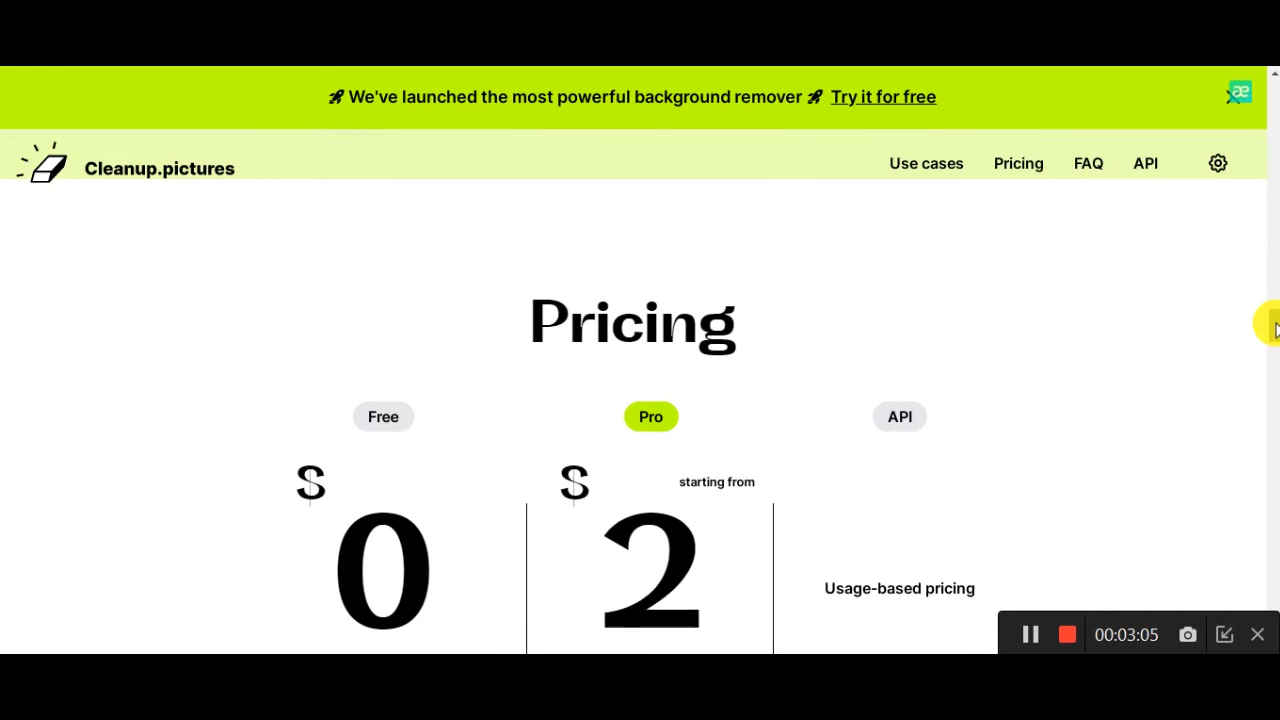 We've launched the most powerful background remover Try it for free
æ
Cleanup.pictures
Use cases Pricing FAQ API
Pricing
Free Pro API
$ 0
$ 2 starting from
Usage-based pricing
00:03:05